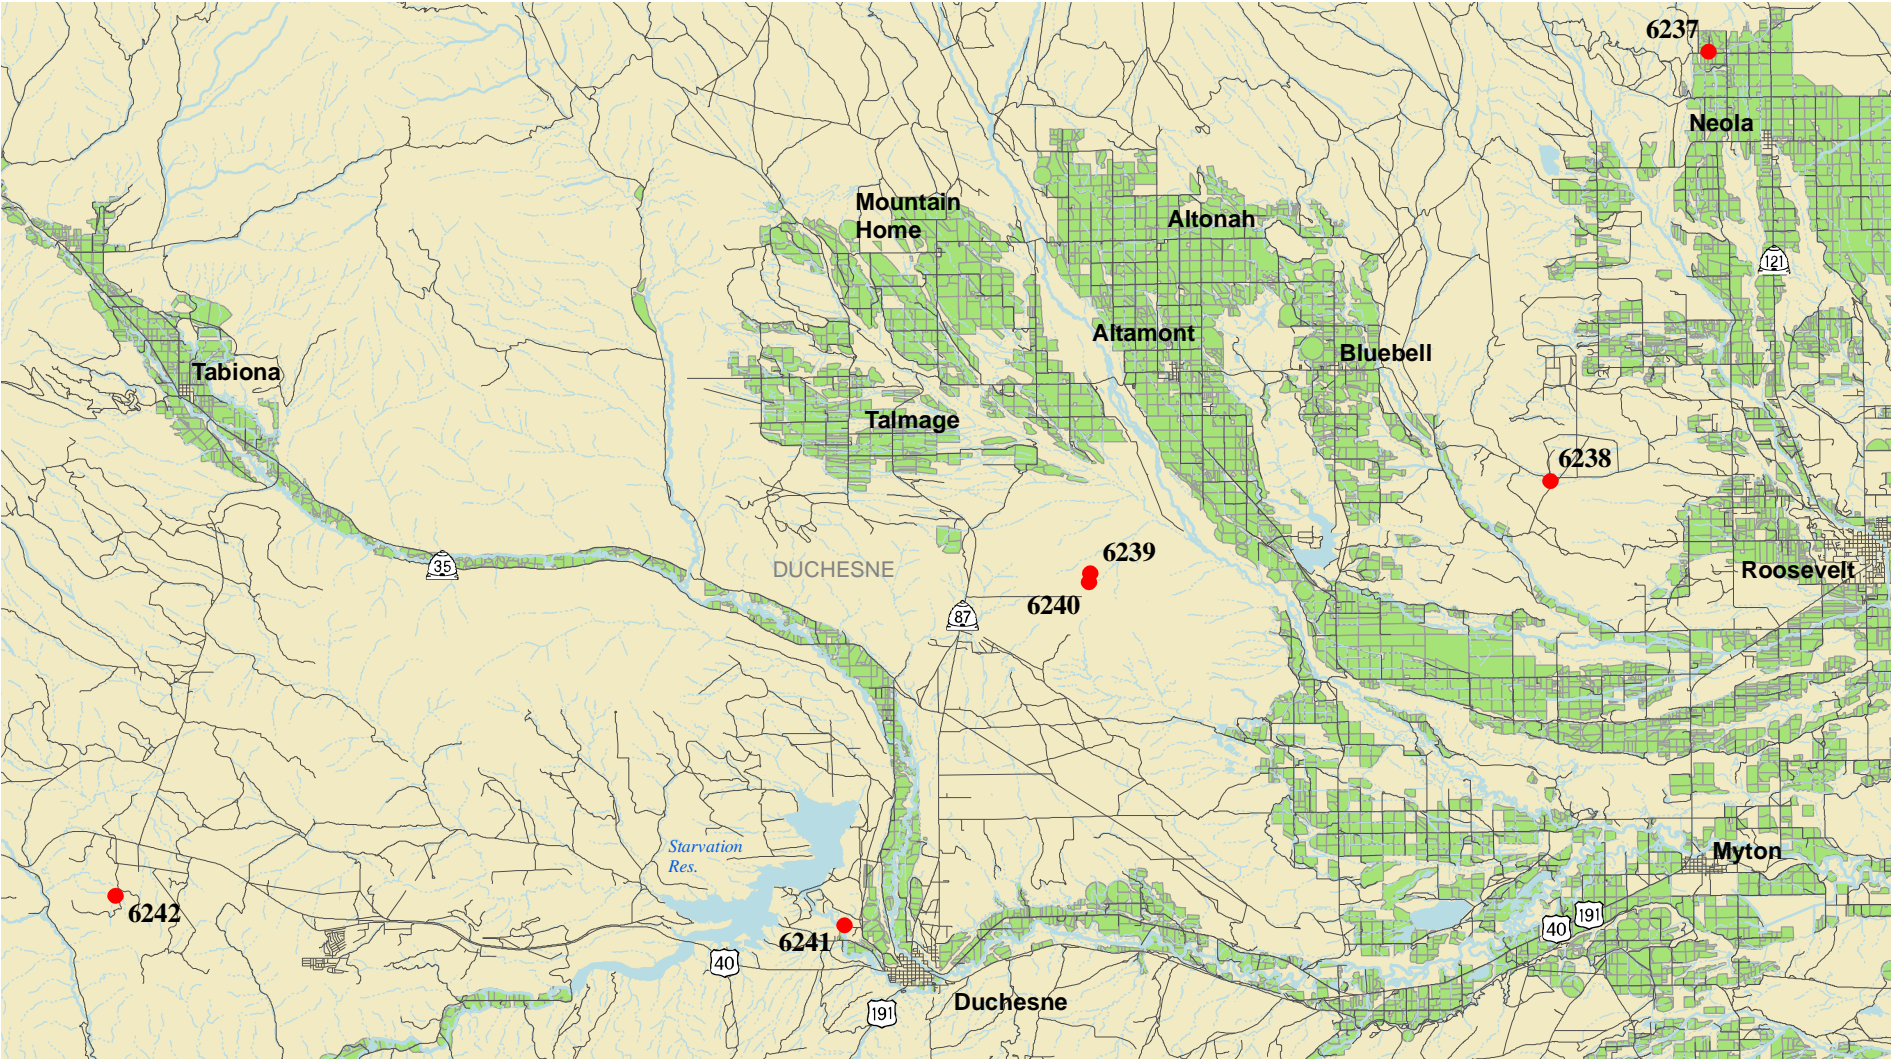 6237
Neola
Mountain
Home
Altonah
121
Altamont
Bluebell
Tabiona
Talmage
6238
6239
35
DUCHESNE
Roosevelt
6240
87
Starvation
Res.
Myton
6242
6241
40
191
40
191
Duchesne